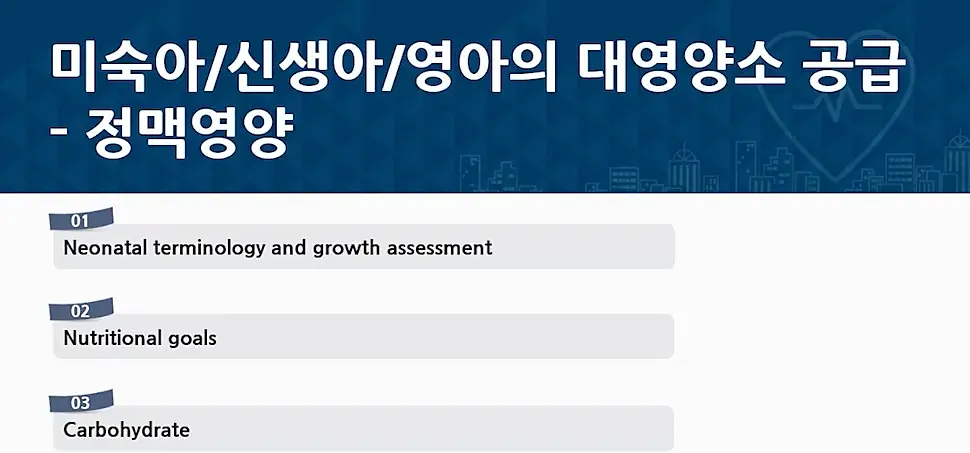 미숙아/신생아/영아의 대영양소 공급
- 정맥영양
01
Neonatal terminology and growth assessment
02
Nutritional goals
03
Carbohydrate